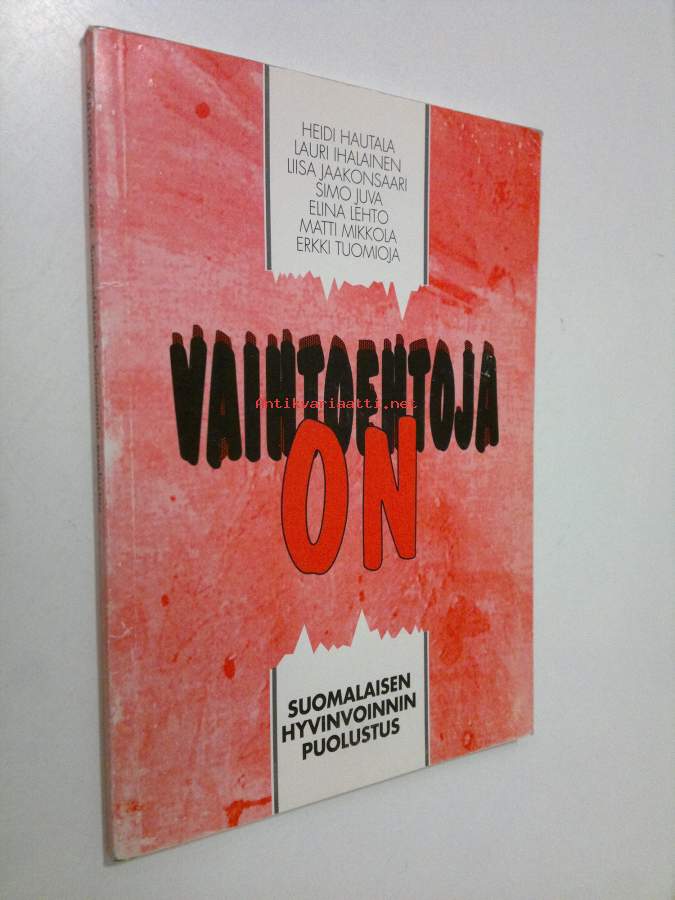 HEIDI HAUTALA
LAURI IHALAINEN
LIISA JAAKONSAARI
SIMO JUVA
ELINA LEHTO
MATTI MIKKOLA
ERKKI TUOMIOJA
VAIHTOEHTOJA
Antikvariaatti.net
ON
SUOMALAISEN
HYVINVOINNIN
PUOLUSTUS